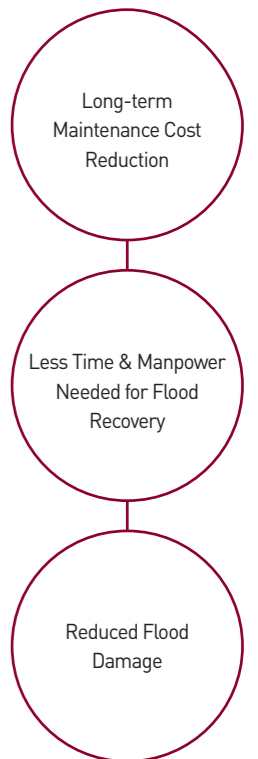 Long-term
Maintenance Cost
Reduction
Less Time & Manpower
Needed for Flood
Recovery
Reduced Flood
Damage